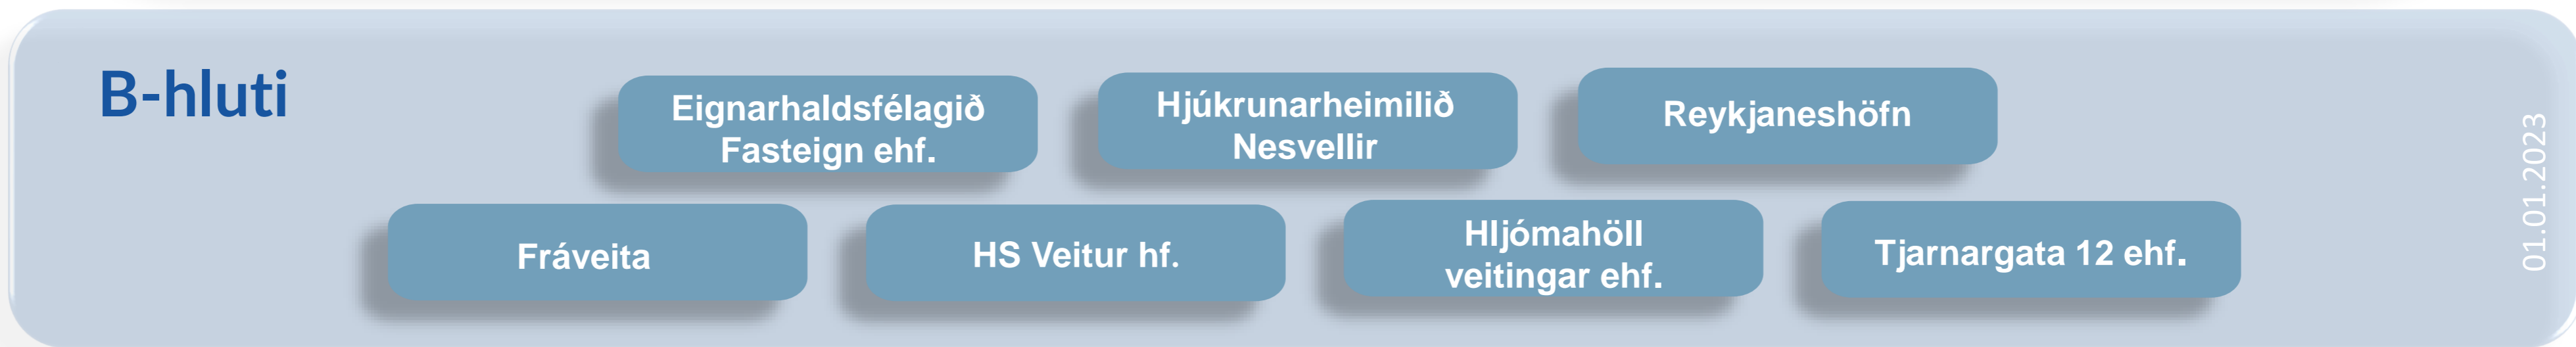 B-hluti
Eignarhaldsfélagið
Fasteign ehf.
Hjúkrunarheimilið
Nesvellir
Reykjaneshöfn
Fráveita
HS Veitur hf.
Hljómahöll
veitingar ehf.
Tjarnargata 12 ehf.
01.01.2023